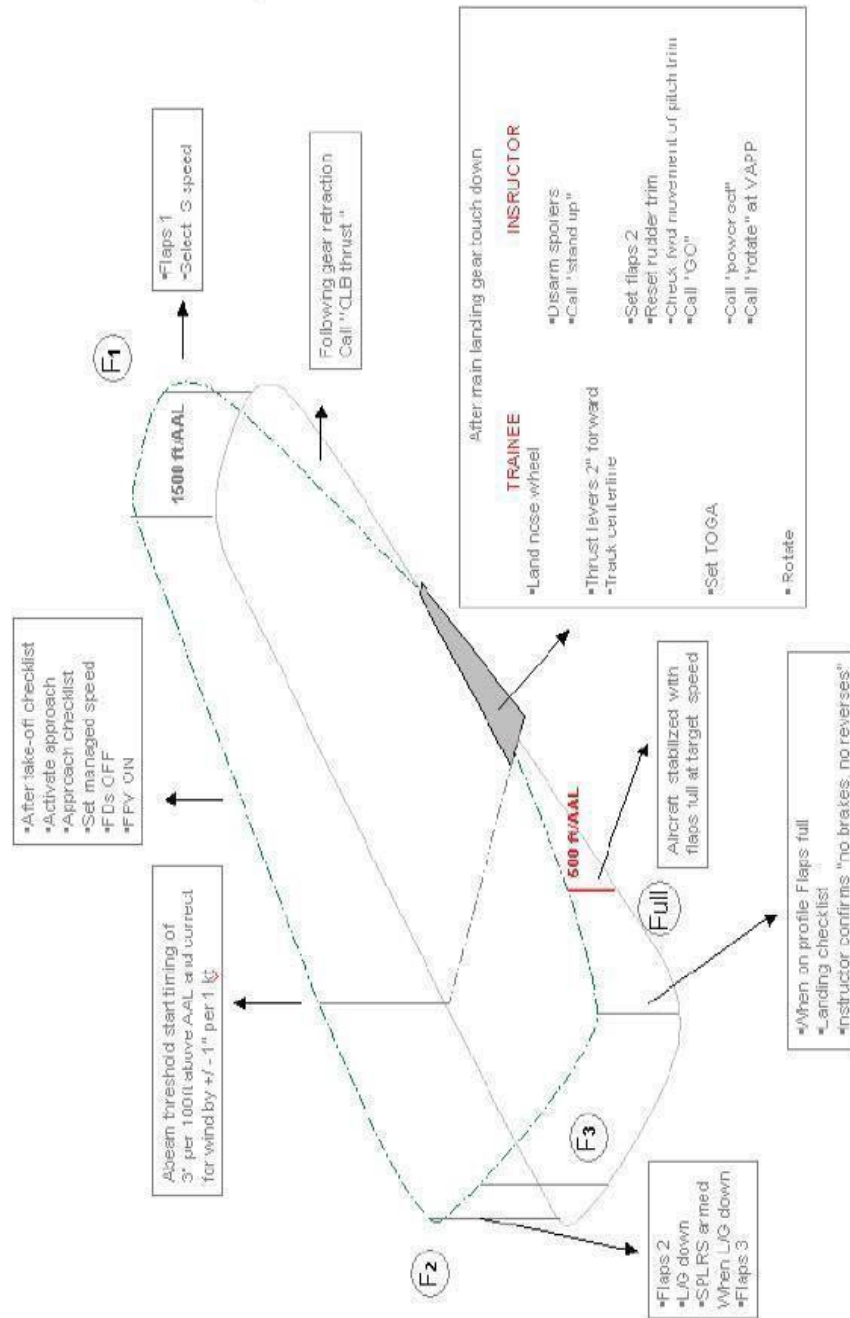 ▪After take-off checklist
▪Activate approach
▪Approach checklist
▪Set managed speed
▪FDs OFF
▪FPV ON
F1
▪Flaps 1
▪Select S speed
1500 ft/AAL
Following gear retraction
Call "CLB thrust"
Abeam threshold start timing of
3" per 100ft above AAL and correct
for wind by +/- 1" per 1 kt
F2
▪Flaps 2
▪L/G down
▪SPLRS armed
When L/G down
▪Flaps 3
F3
Full
500 ft/AAL
Aircraft stabilized with
flaps full at target speed
▪When on profile Flaps full
▪Landing checklist
▪Instructor confirms "no brakes, no reverses"
After main landing gear touch down
TRAINEE
INSRUCTOR
▪Land nose wheel
▪Disarm spoilers
▪Call "stand up"
▪Thrust levers 2" forward
▪Track centerline
▪Set flaps 2
▪Reset rudder trim
▪Check fwd movement of pitch trim
▪Call "GO"
▪Set TOGA
▪Call "power set"
▪Call "rotate" at VAPP
▪Rotate